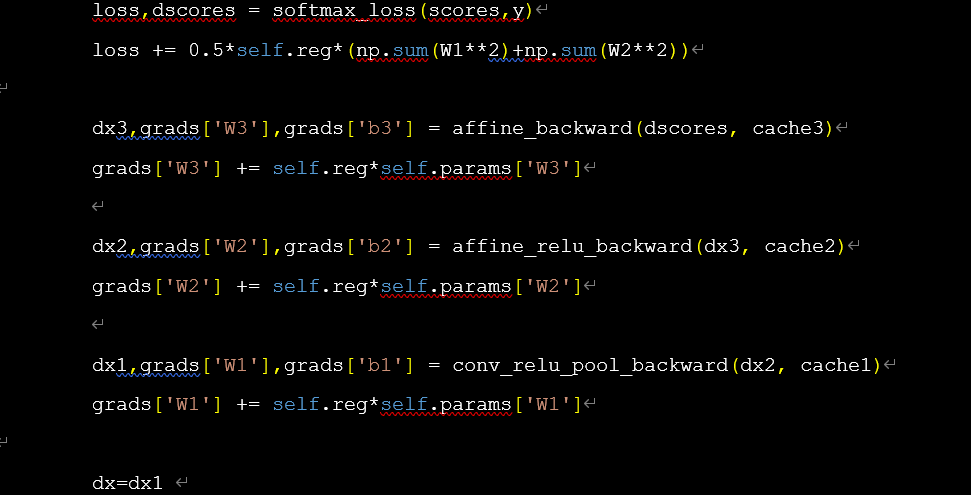 loss,dscores = softmax_loss(scores,y)
loss += 0.5*self.reg*(np.sum(W1**2)+np.sum(W2**2))
dx3,grads['W3'],grads['b3'] = affine_backward(dscores, cache3)
grads['W3'] += self.reg*self.params['W3']
dx2,grads['W2'],grads['b2'] = affine_relu_backward(dx3, cache2)
grads['W2'] += self.reg*self.params['W2']
dx1,grads['W1'],grads['b1'] = conv_relu_pool_backward(dx2, cache1)
grads['W1'] += self.reg*self.params['W1']
dx=dx1